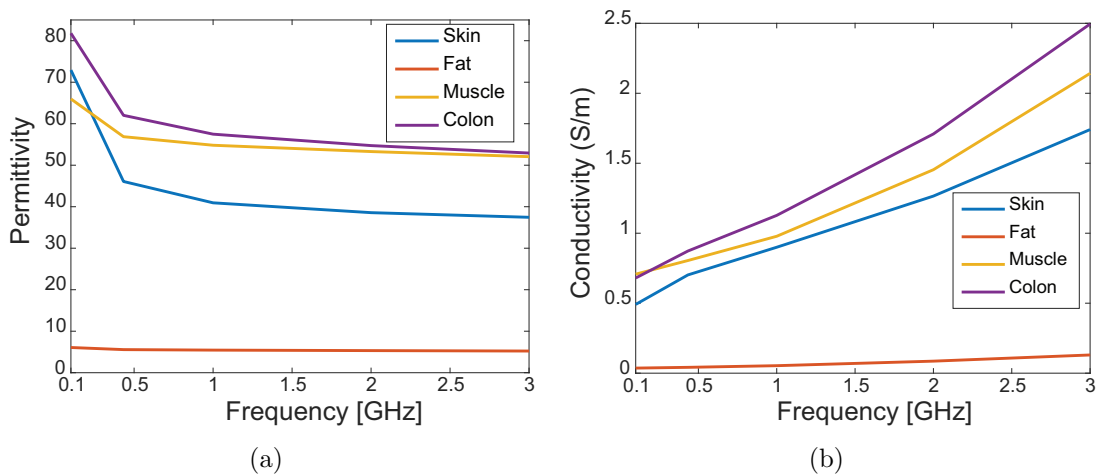 Permittivity
80
70
60
50
40
30
20
10
0
0.1 0.5 1 1.5 2 2.5 3
Frequency [GHz]
Skin
Fat
Muscle
Colon
(a)
Conductivity (S/m)
2.5
2
1.5
1
0.5
0
0.1 0.5 1 1.5 2 2.5 3
Frequency [GHz]
Skin
Fat
Muscle
Colon
(b)